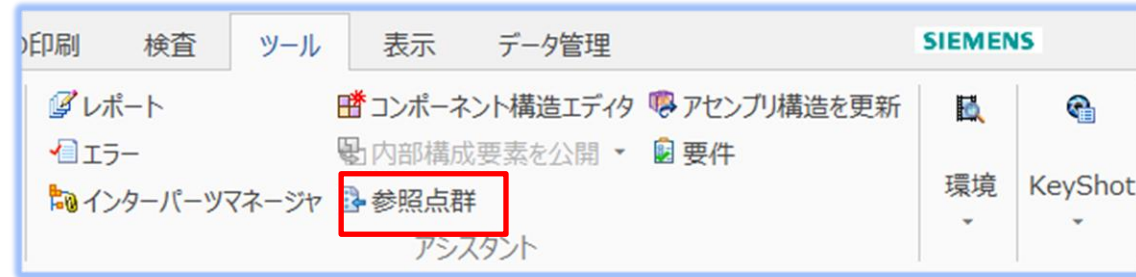 の印刷 検査 ツール 表示 データ管理 SIEMENS
レポート コンポーネント構造エディタ アセンブリ構造を更新
エラー 内部構成要素を公開 要件
インターパーツマネージャ 参照点群 環境 KeyShot
アシスタント